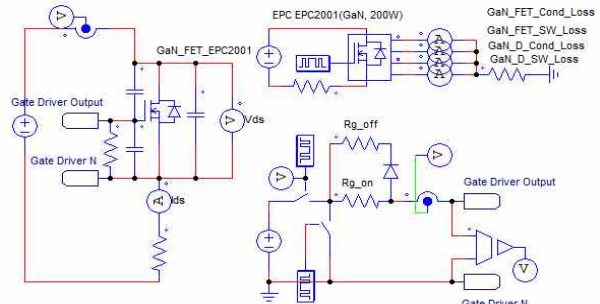 GaN_FET_Cond_Loss
EPC EPC2001(GaN, 200W)
GaN_FET_SW_Loss
GaN_D_Cond_Loss
GaN_D_SW_Loss
V
GaN_FET_EPC2001
A
A
A
A
Gate Driver Output
V
Vds
Gate Driver N
A
ids
Rg_off
V
V
Rg_on
Gate Driver Output
V
Gate Driver N